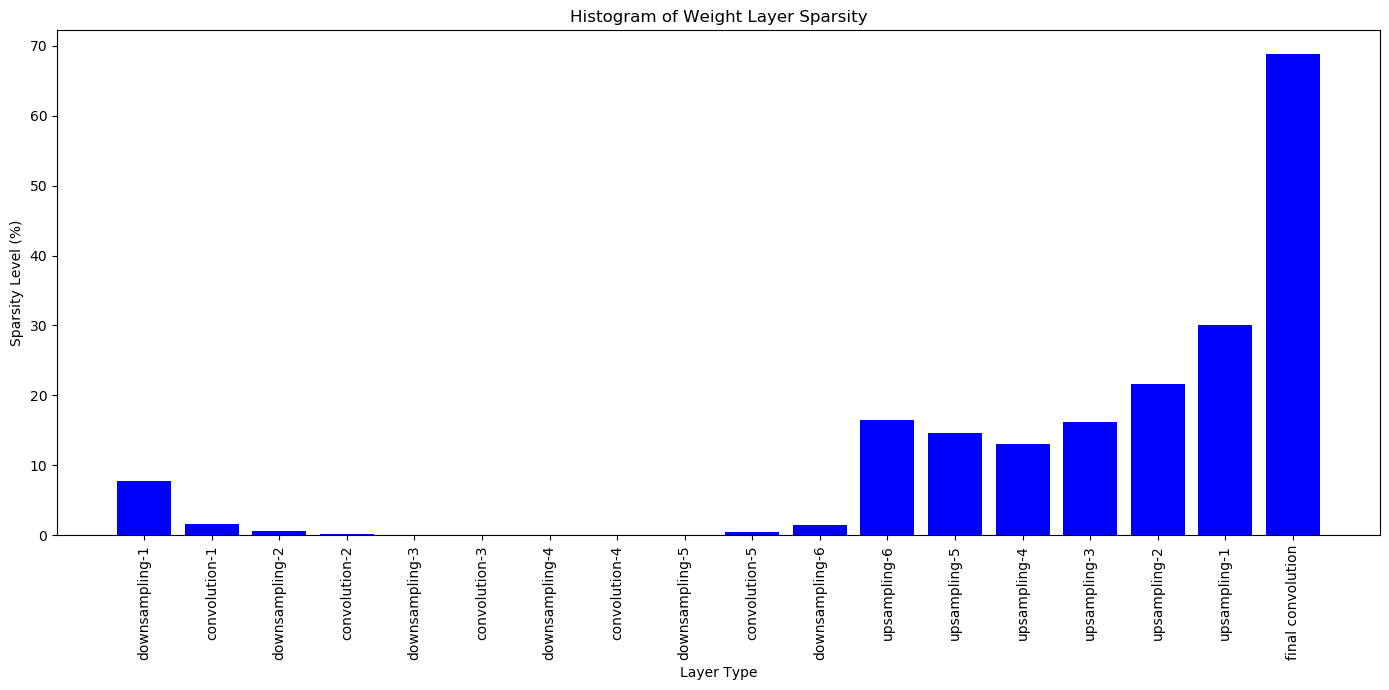 Histogram of Weight Layer Sparsity
Sparsity Level (%)
70
60
50
40
30
20
10
0
downsampling-1
convolution-1
downsampling-2
convolution-2
downsampling-3
convolution-3
downsampling-4
convolution-4
downsampling-5
convolution-5
downsampling-6
upsampling-6
upsampling-5
upsampling-4
upsampling-3
upsampling-2
upsampling-1
final convolution
Layer Type